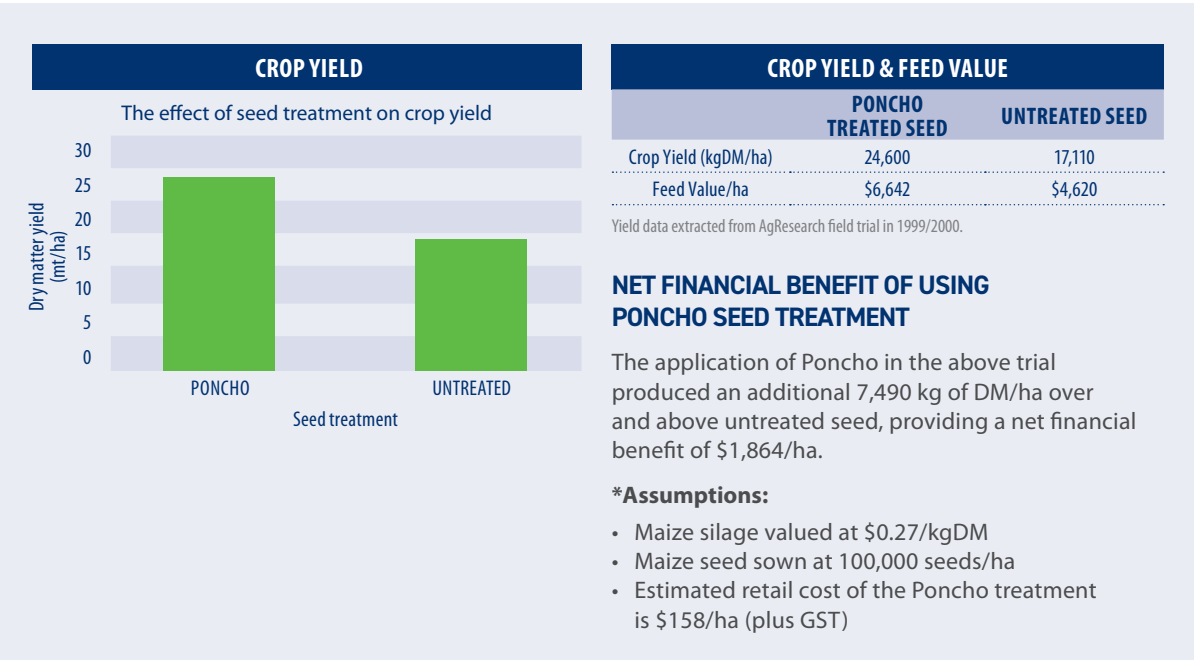 CROP YIELD
The effect of seed treatment on crop yield
30
25
20
15
10
5
0
Dry matter yield
(mt/ha)
PONCHO
UNTREATED
Seed treatment
CROP YIELD & FEED VALUE
PONCHO
TREATED SEED
UNTREATED SEED
Crop Yield (kgDM/ha) 24,600 17,110
Feed Value/ha $6,642 $4,620
Yield data extracted from AgResearch field trial in 1999/2000.
NET FINANCIAL BENEFIT OF USING
PONCHO SEED TREATMENT
The application of Poncho in the above trial
produced an additional 7,490 kg of DM/ha over
and above untreated seed, providing a net financial
benefit of $1,864/ha.
*Assumptions:
• Maize silage valued at $0.27/kgDM
• Maize seed sown at 100,000 seeds/ha
• Estimated retail cost of the Poncho treatment
is $158/ha (plus GST)